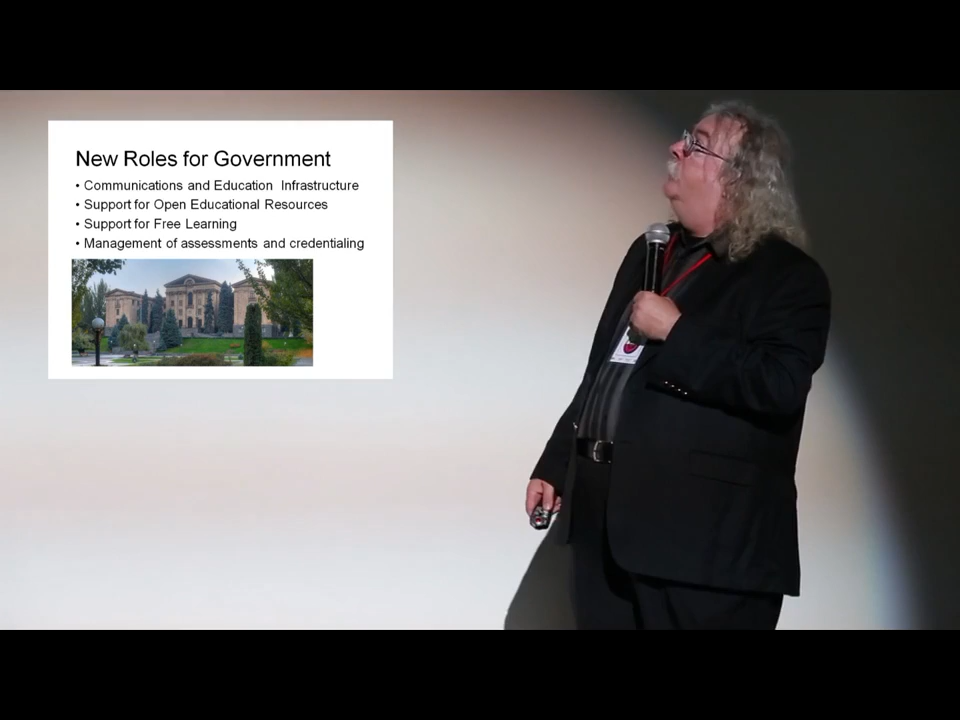 New Roles for Government
• Communications and Education Infrastructure
• Support for Open Educational Resources
• Support for Free Learning
• Management of assessments and credentialing